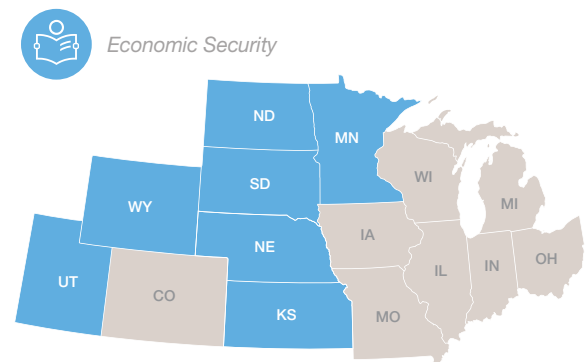 Economic Security
ND
MN
WI
SD
MI
WY
IA
NE
OH
IL
IN
UT
CO
KS
MO